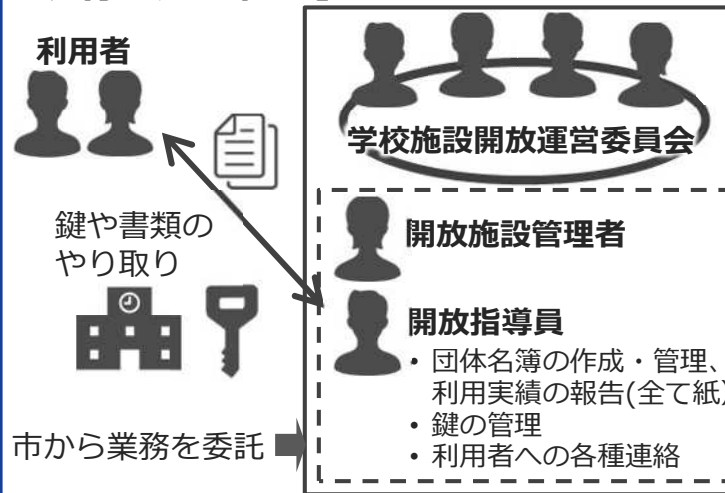 利用者
学校施設開放運営委員会
鍵や書類の
やり取り
開放施設管理者
開放指導員
・団体名簿の作成・管理、
利用実績の報告(全て紙)
・鍵の管理
・利用者への各種連絡
市から業務を委託